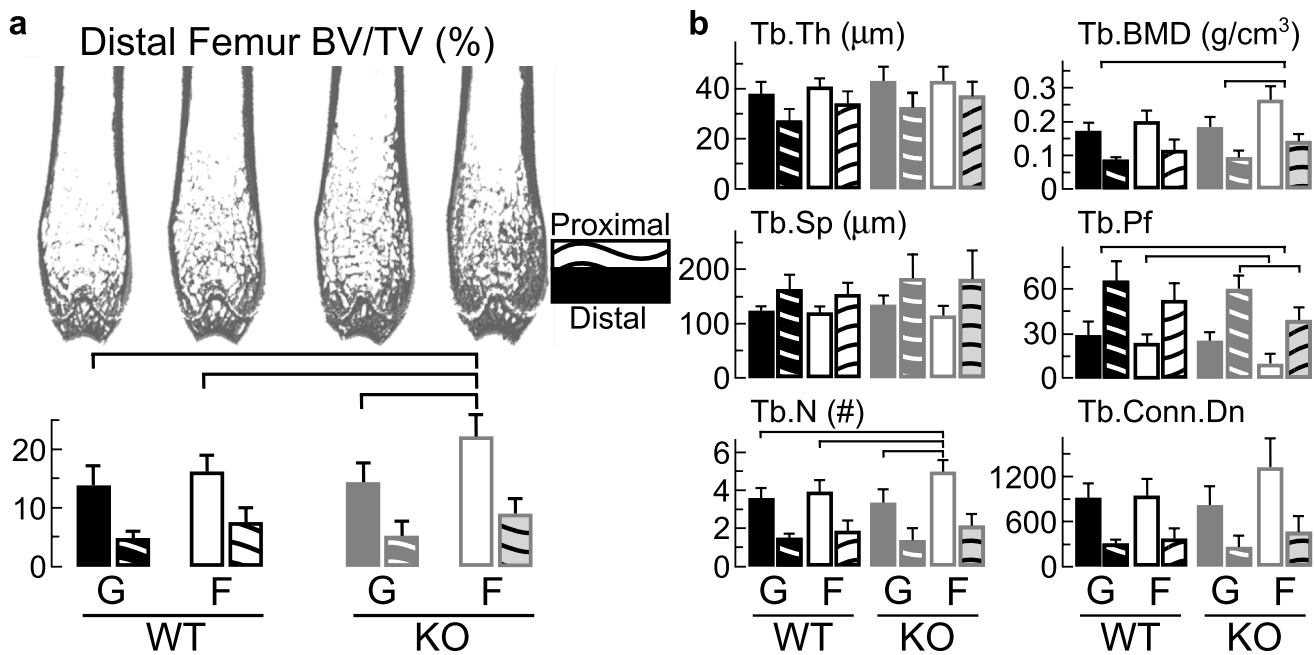 a
Distal Femur BV/TV (%)
Proximal
Distal
20
10
0
G F G F
WT KO
b
Tb.Th (μm)
40
20
0
Tb.BMD (g/cm³)
0.3
0.2
0.1
0
Tb.Sp (μm)
200
100
0
Tb.Pf
60
30
0
Tb.N (#)
6
4
2
0
Tb.Conn.Dn
1200
600
0
G F G F
WT KO
G F G F
WT KO